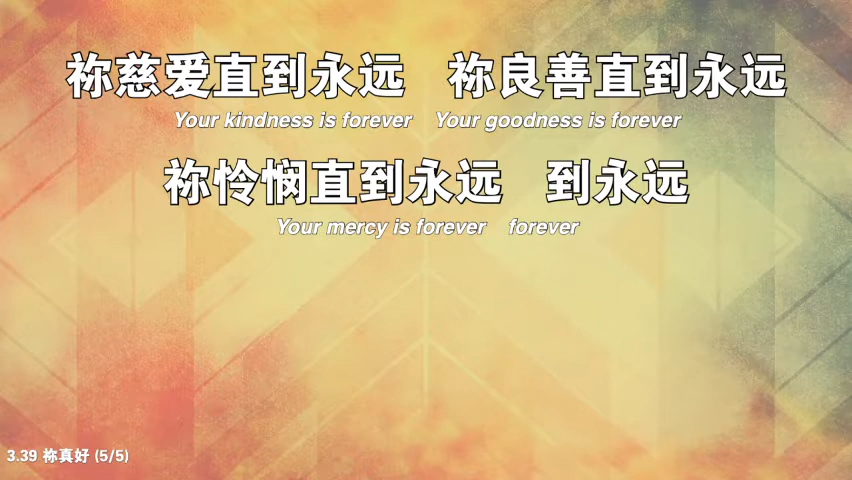 祢慈爱直到永远 祢良善直到永远
Your kindness is forever Your goodness is forever
祢怜悯直到永远 到永远
Your mercy is forever forever
3.39 祢真好 (5/5)